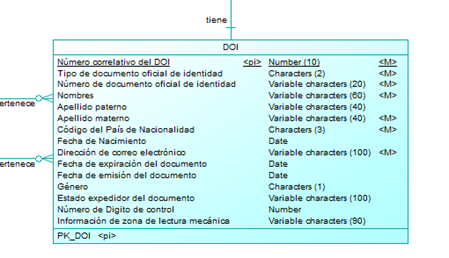 tiene
DOI
Número correlativo del DOI <pi> Number (10) <M>
Tipo de documento oficial de identidad Characters (2) <M>
Número de documento oficial de identidad Variable characters (20) <M>
Nombres Variable characters (60) <M>
Apellido paterno Variable characters (40)
Apellido materno Variable characters (40) <M>
Código del País de Nacionalidad Characters (3) <M>
Fecha de Nacimiento Date
Dirección de correo electrónico Variable characters (100) <M>
Fecha de expiración del documento Date
Fecha de emisión del documento Date
Género Characters (1)
Estado expedidor del documento Variable characters (100)
Número de Digito de control Number
Información de zona de lectura mecánica Variable characters (90)
PK_DOI <pi>
ertenece
ertenece